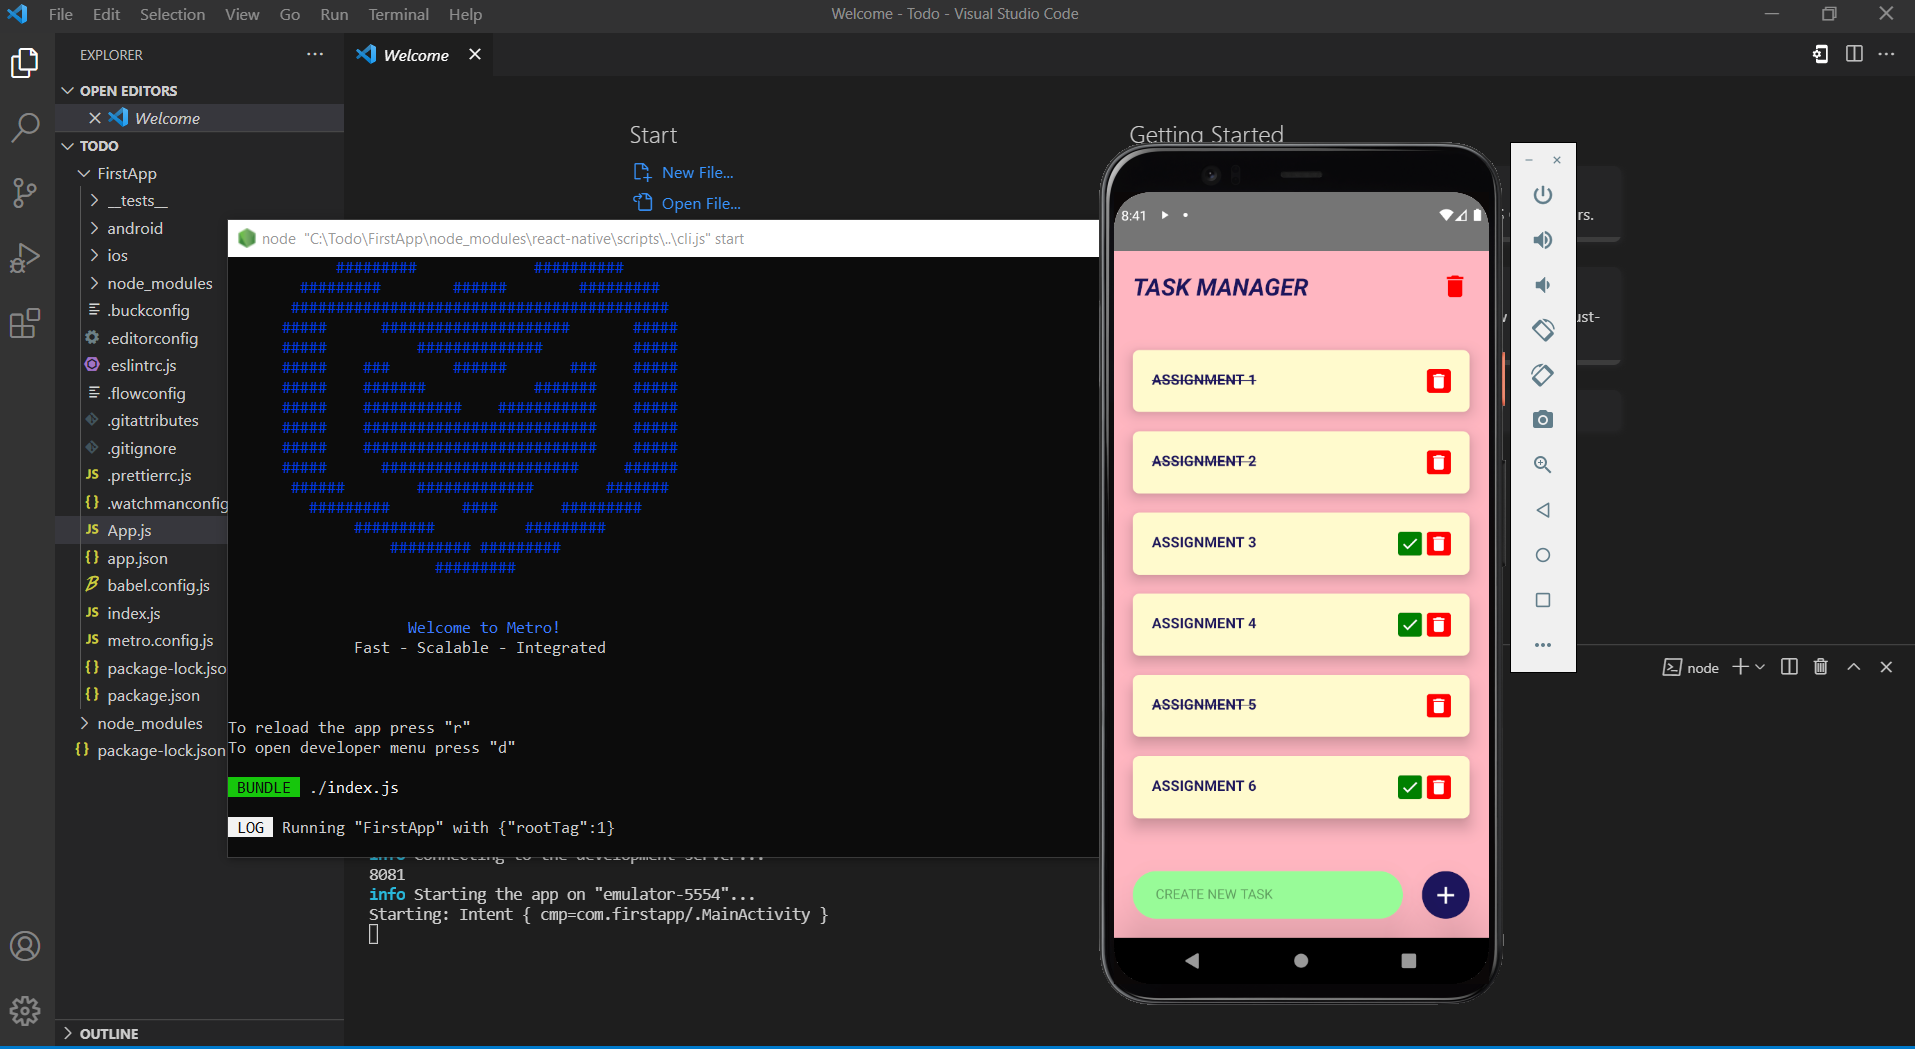 File Edit Selection View Go Run Terminal Help
Welcome - Todo - Visual Studio Code
EXPLORER
OPEN EDITORS
Welcome
TODO
FirstApp
__tests__
android
ios
node_modules
.buckconfig
.editorconfig
.eslintrc.js
.flowconfig
.gitattributes
.gitignore
.prettierrc.js
.watchmanconfig
App.js
app.json
babel.config.js
index.js
metro.config.js
package-lock.jso
package.json
node_modules
package-lock.json
OUTLINE
Welcome
Start
New File...
Open File...
Getting Started
rs.
ust-
node "C:\Todo\FirstApp\node_modules\react-native\scripts\..\cli.js" start
######### ##########
######### ###### #########
##########################################
##### ##################### #####
##### ############## #####
##### ### ###### ### #####
##### ####### ####### #####
##### ########### ########### #####
##### ########################## #####
##### ########################## #####
##### ###################### ######
###### ############# #######
######### #### #########
######### #########
######### #########
#########
Welcome to Metro!
Fast - Scalable - Integrated
To reload the app press "r"
To open developer menu press "d"
BUNDLE ./index.js
LOG Running "FirstApp" with {"rootTag":1}
info Connecting to the development server...
8081
info Starting the app on "emulator-5554"...
Starting: Intent { cmp=com.firstapp/.MainActivity }
node
8:41
TASK MANAGER
ASSIGNMENT 1
ASSIGNMENT 2
ASSIGNMENT 3
ASSIGNMENT 4
ASSIGNMENT 5
ASSIGNMENT 6
CREATE NEW TASK